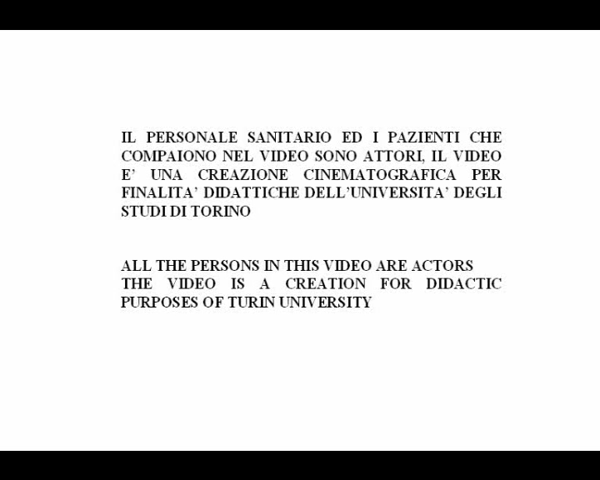 IL PERSONALE SANITARIO ED I PAZIENTI CHE
COMPAIONO NEL VIDEO SONO ATTORI, IL VIDEO
E' UNA CREAZIONE CINEMATOGRAFICA PER
FINALITA' DIDATTICHE DELL'UNIVERSITA' DEGLI
STUDI DI TORINO
ALL THE PERSONS IN THIS VIDEO ARE ACTORS
THE VIDEO IS A CREATION FOR DIDACTIC
PURPOSES OF TURIN UNIVERSITY